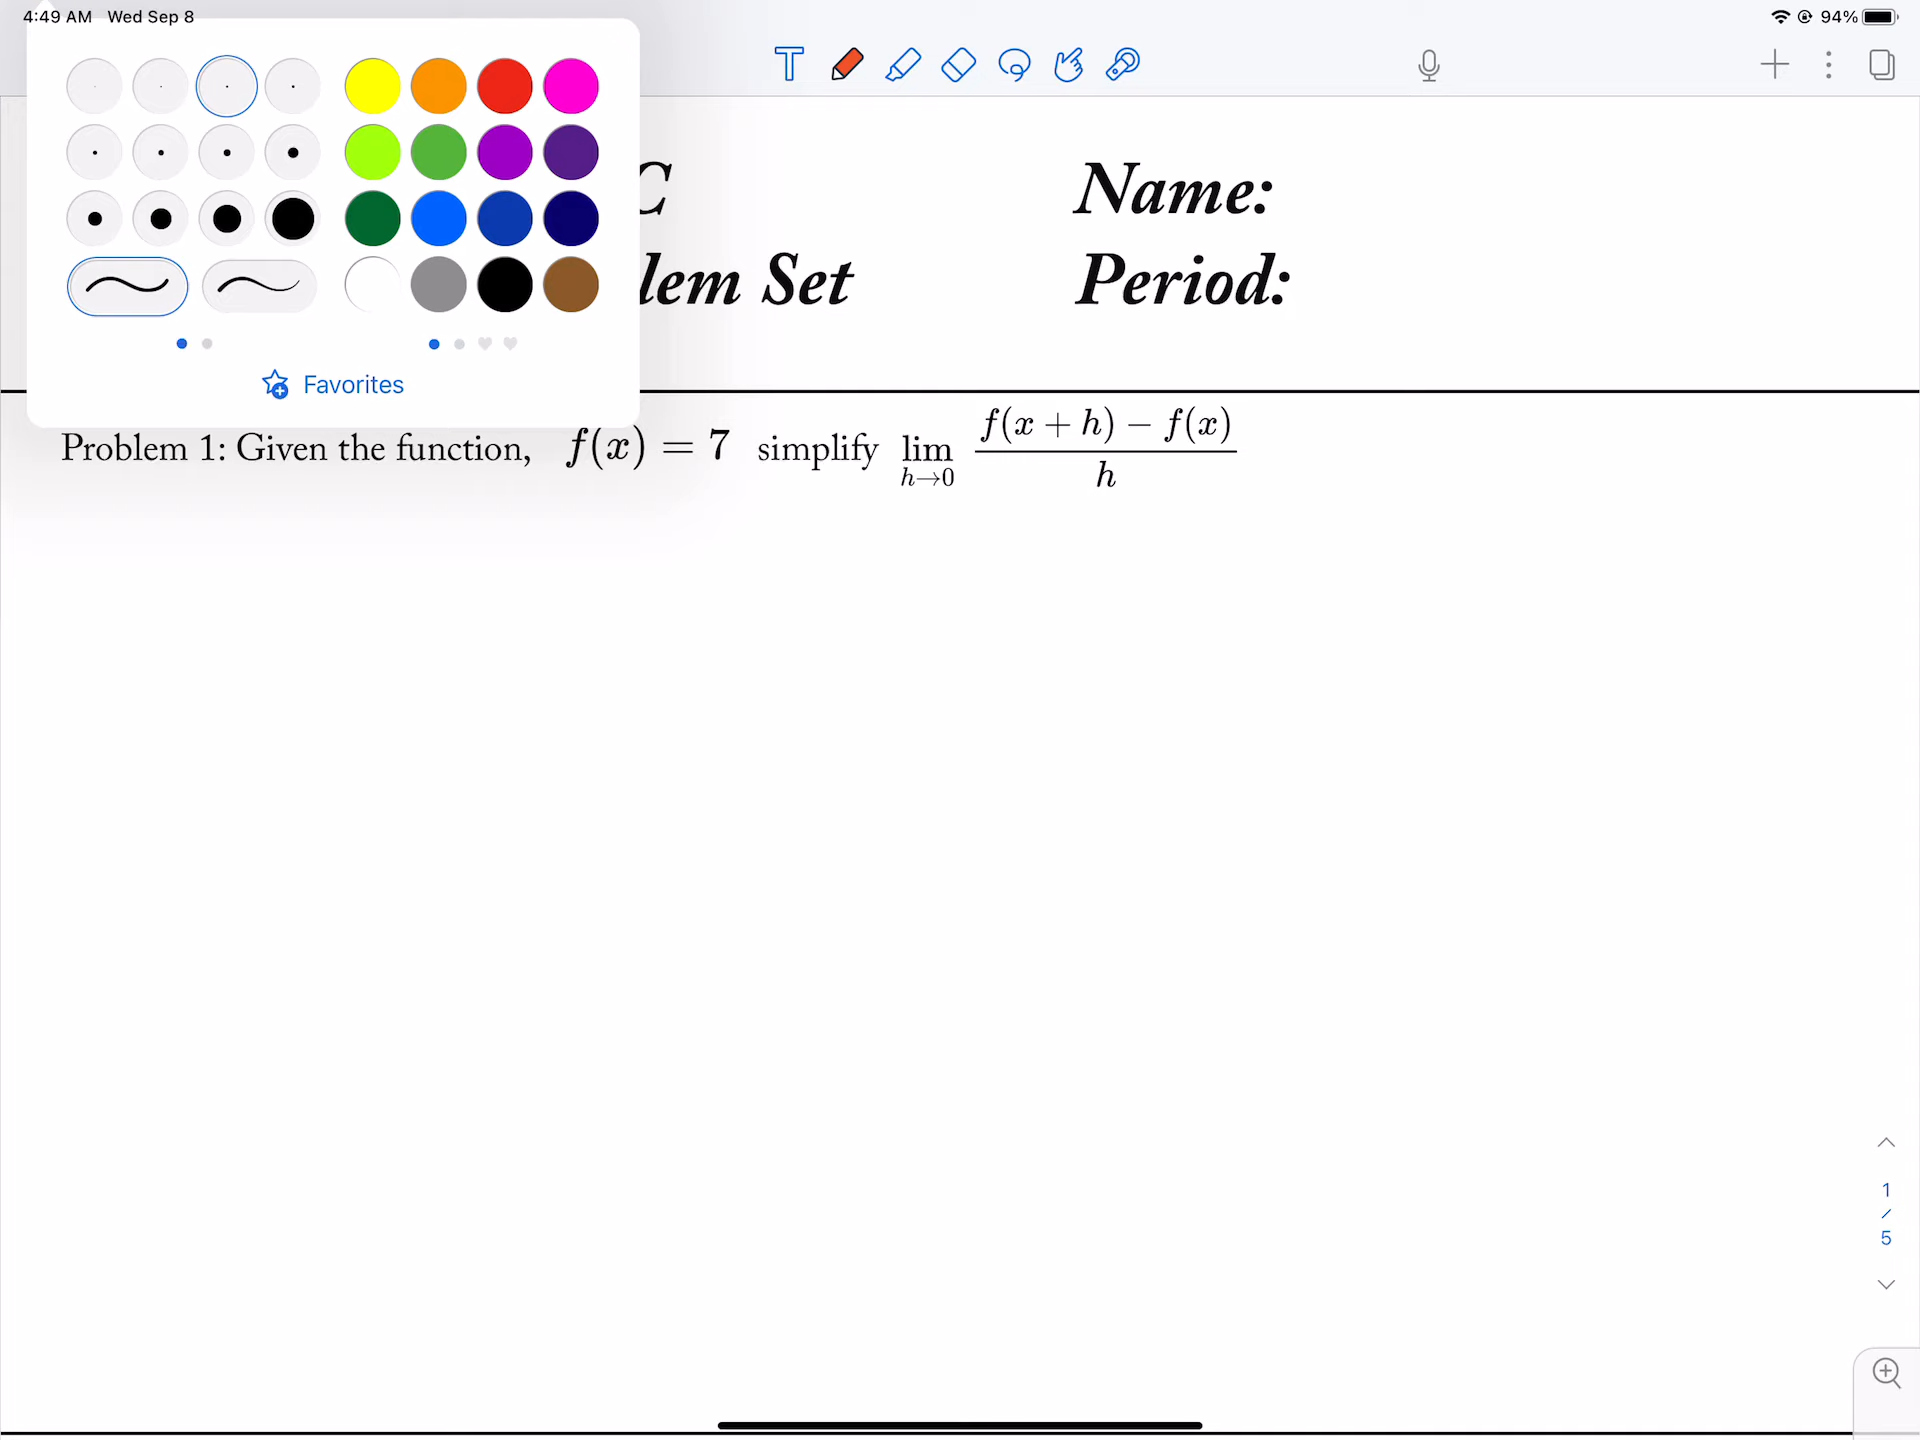 4:49 AM Wed Sep 8
94%
T
C
Name:
lem Set
Period:
Favorites
Problem 1: Given the function, f(x) = 7 simplify lim h→0 f(x + h) − f(x) / h
1
/
5